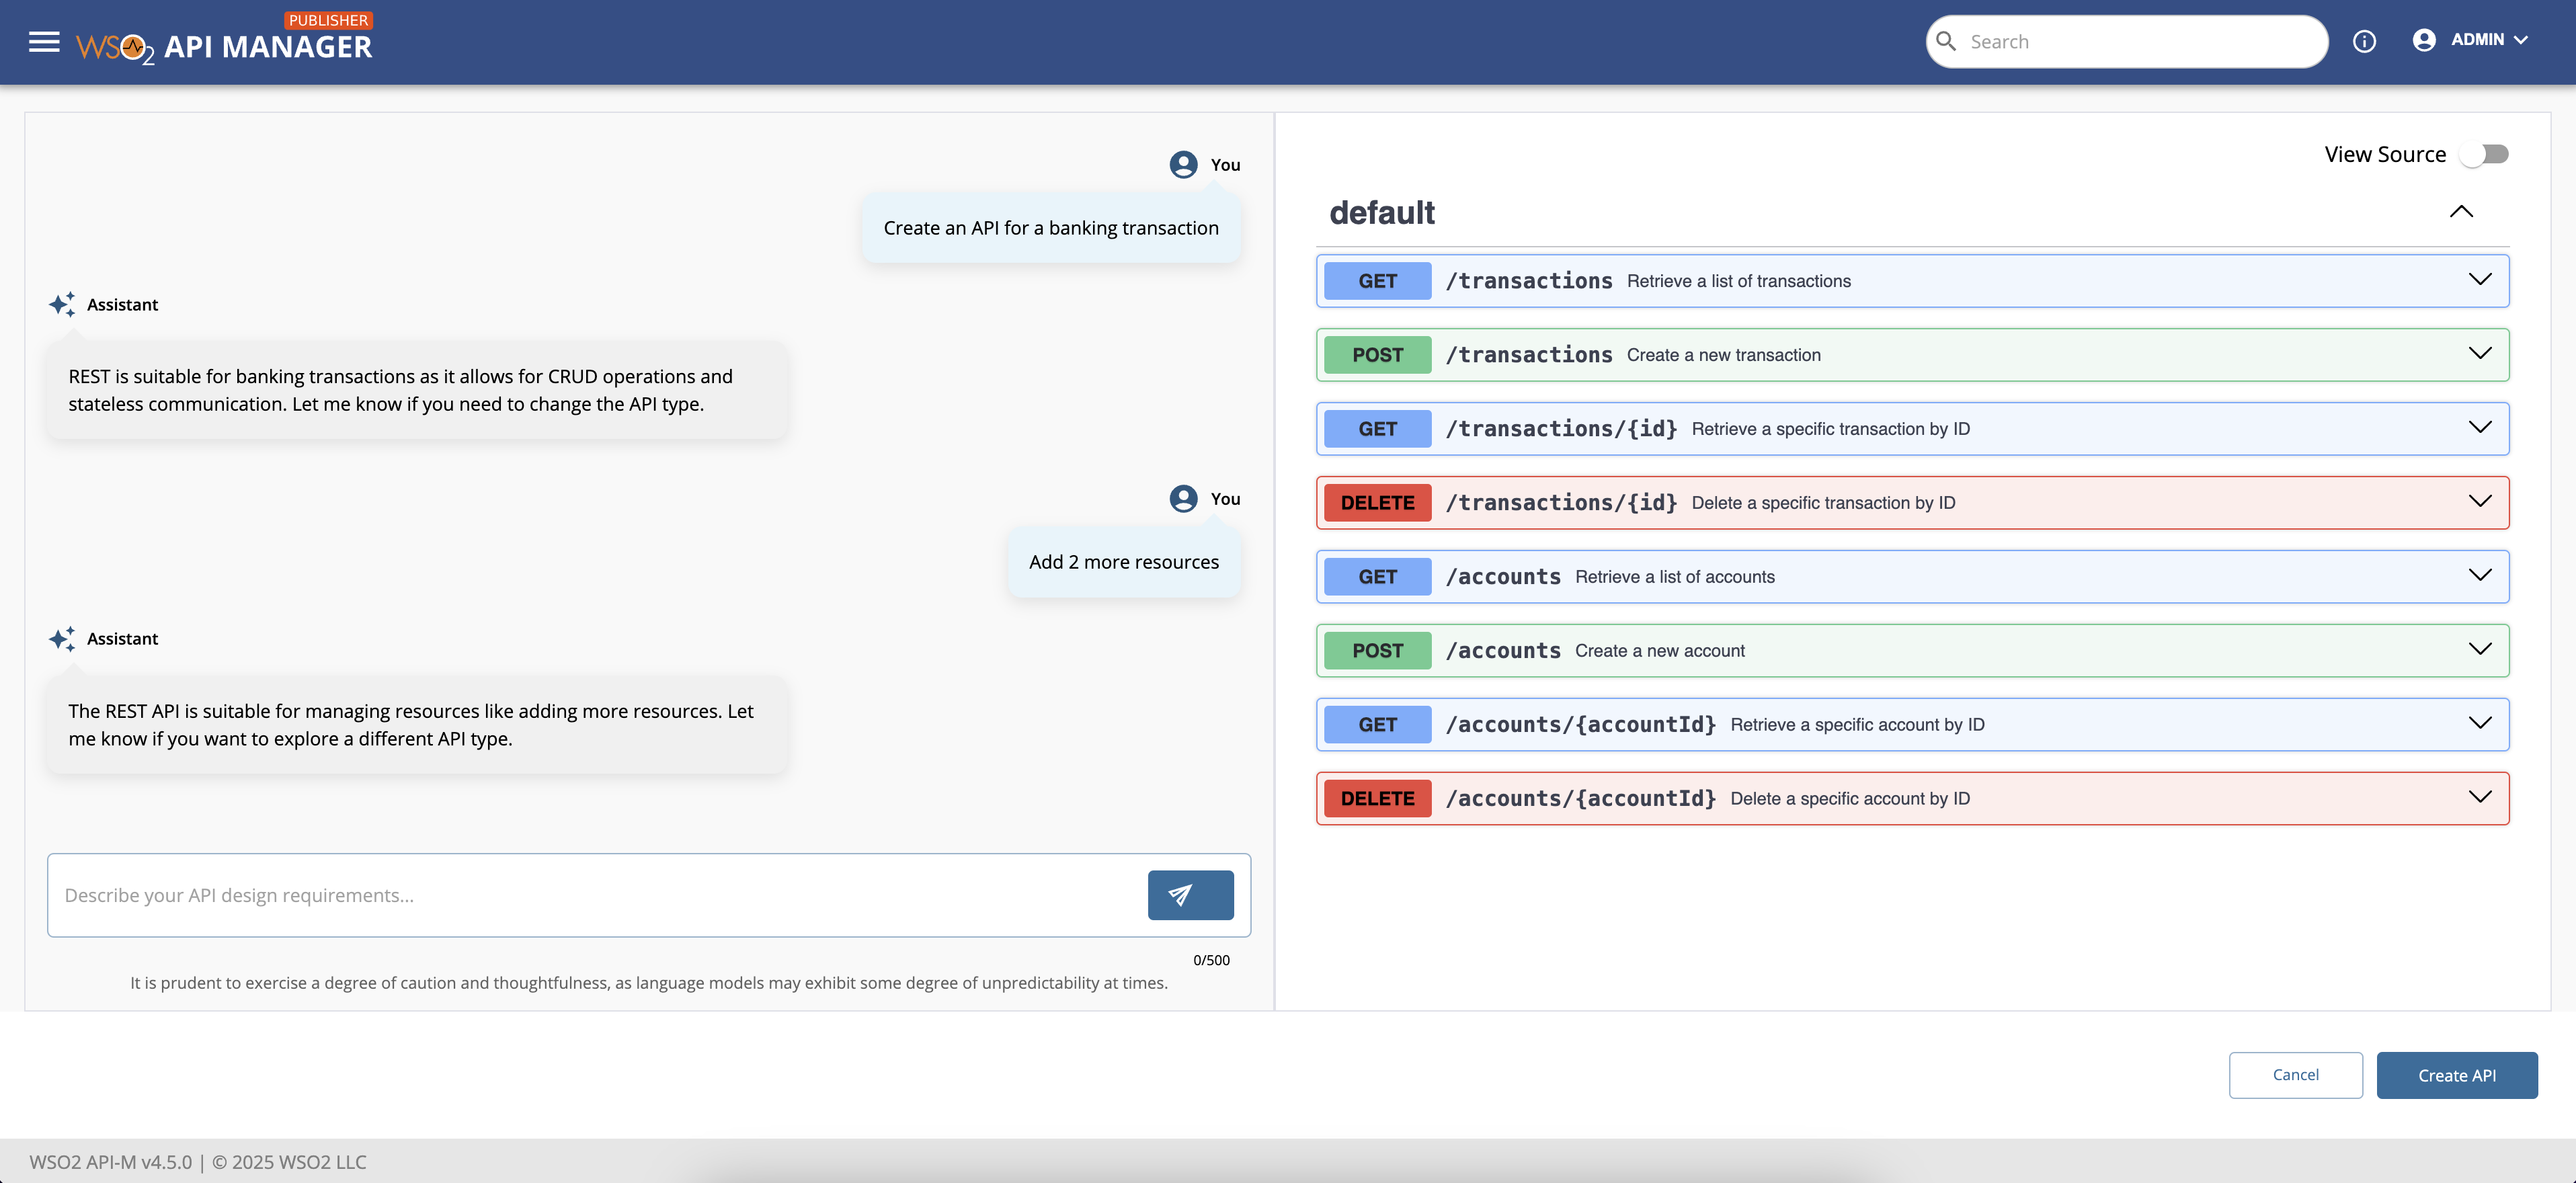 PUBLISHER
WSO2 API MANAGER
Search
ADMIN
You
Create an API for a banking transaction
Assistant
REST is suitable for banking transactions as it allows for CRUD operations and
stateless communication. Let me know if you need to change the API type.
You
Add 2 more resources
Assistant
The REST API is suitable for managing resources like adding more resources. Let
me know if you want to explore a different API type.
Describe your API design requirements...
0/500
It is prudent to exercise a degree of caution and thoughtfulness, as language models may exhibit some degree of unpredictability at times.
View Source
default
GET /transactions Retrieve a list of transactions
POST /transactions Create a new transaction
GET /transactions/{id} Retrieve a specific transaction by ID
DELETE /transactions/{id} Delete a specific transaction by ID
GET /accounts Retrieve a list of accounts
POST /accounts Create a new account
GET /accounts/{accountId} Retrieve a specific account by ID
DELETE /accounts/{accountId} Delete a specific account by ID
Cancel
Create API
WSO2 API-M v4.5.0 | © 2025 WSO2 LLC